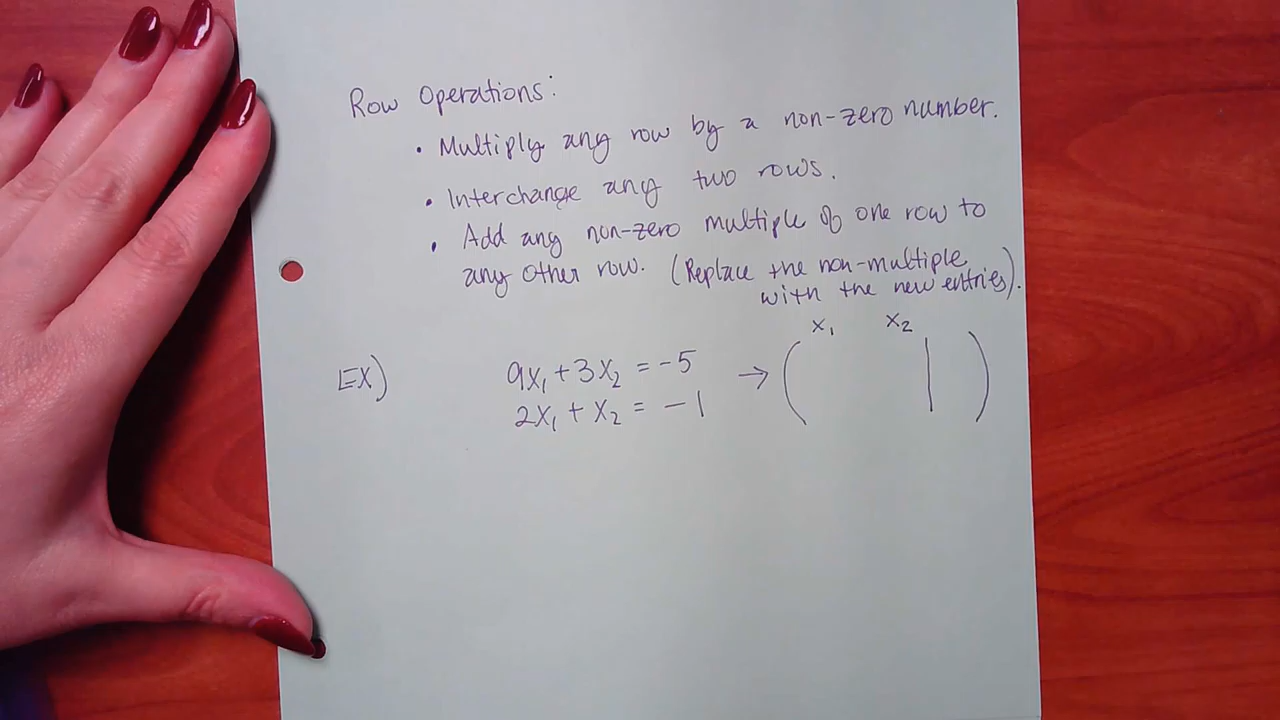 Row Operations:
• Multiply any row by a non-zero number.
• Interchange any two rows.
• Add any non-zero multiple of one row to
any other row. (Replace the non-multiple
with the new entries).
x₁ x₂
EX) 9x₁ + 3x₂ = -5 → ( | )
2x₁ + x₂ = -1